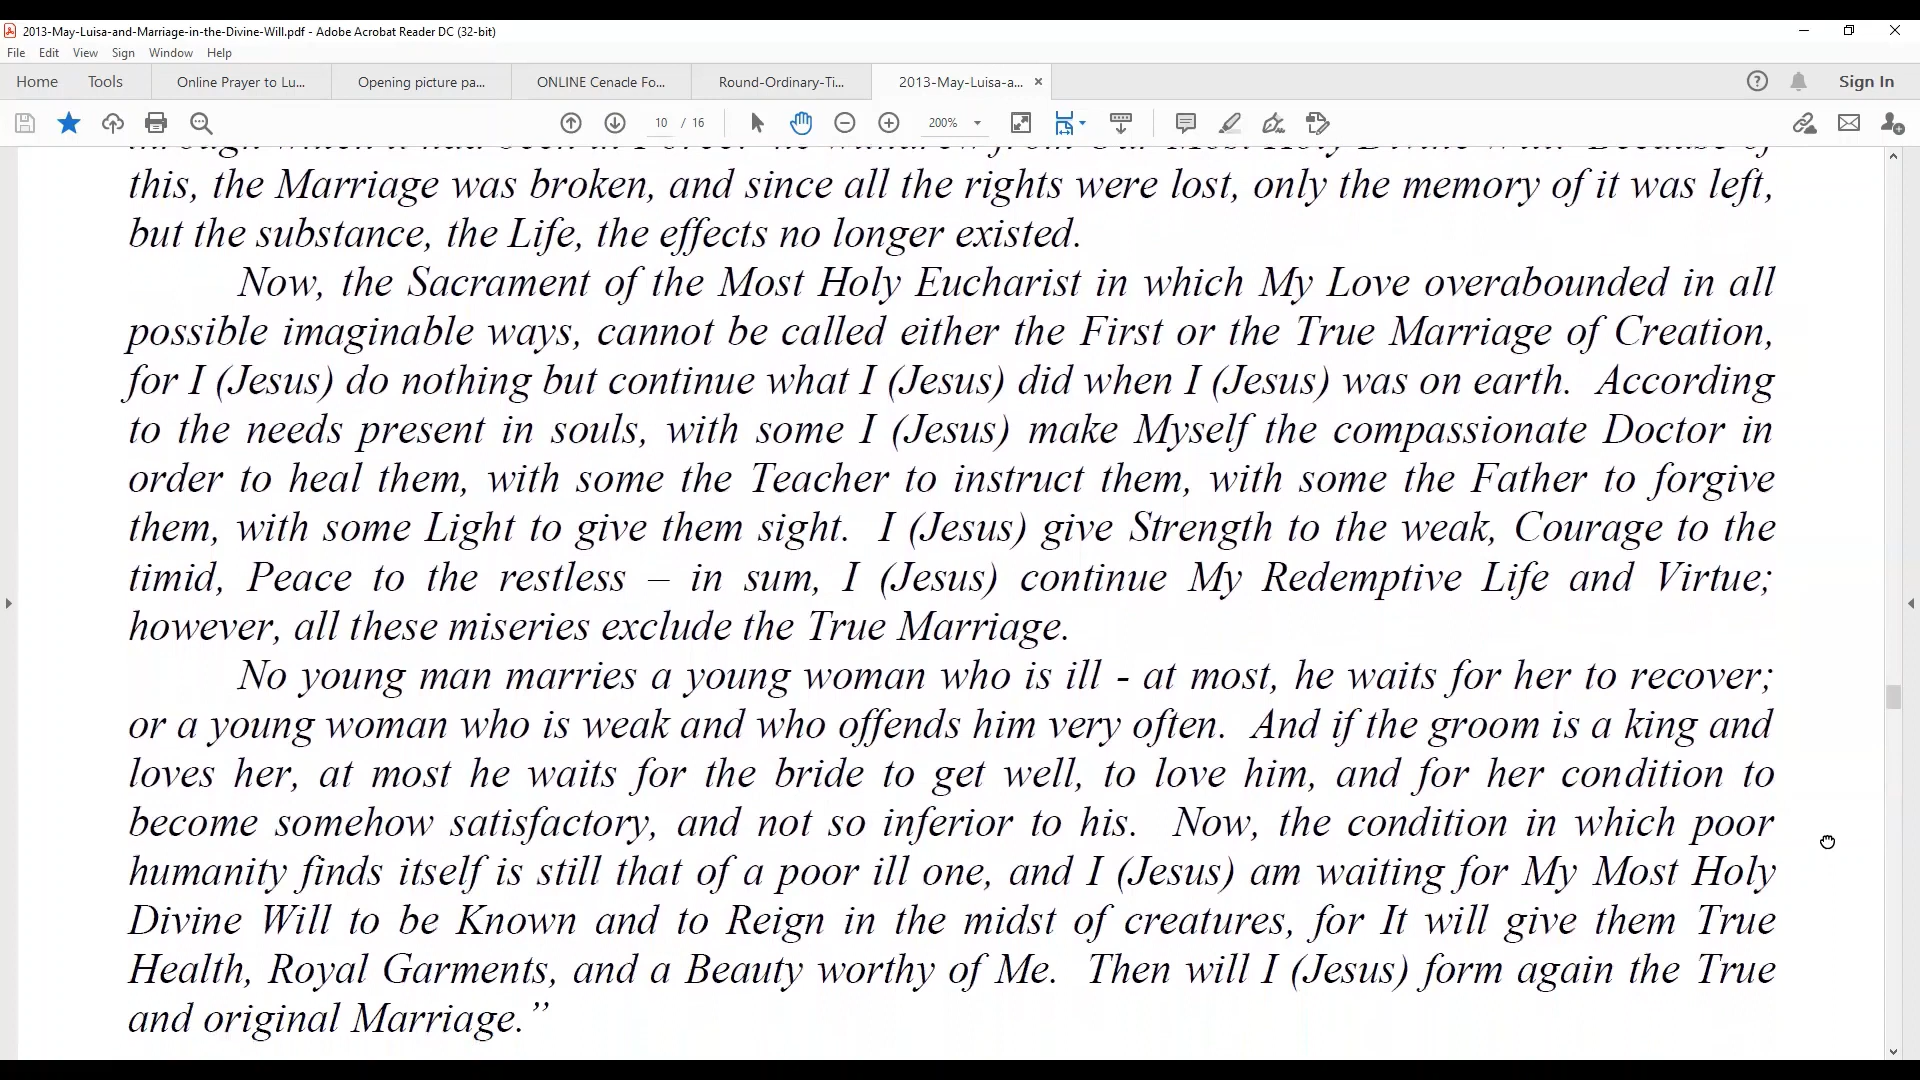 2013-May-Luisa-and-Marriage-in-the-Divine-Will.pdf - Adobe Acrobat Reader DC (32-bit)
File Edit View Sign Window Help
Home Tools Online Prayer to Lu... Opening picture pa... ONLINE Cenacle Fo... Round-Ordinary-Ti... 2013-May-Luisa-a... Sign In
10 / 16 200%
this, the Marriage was broken, and since all the rights were lost, only the memory of it was left,
but the substance, the Life, the effects no longer existed.
Now, the Sacrament of the Most Holy Eucharist in which My Love overabounded in all
possible imaginable ways, cannot be called either the First or the True Marriage of Creation,
for I (Jesus) do nothing but continue what I (Jesus) did when I (Jesus) was on earth. According
to the needs present in souls, with some I (Jesus) make Myself the compassionate Doctor in
order to heal them, with some the Teacher to instruct them, with some the Father to forgive
them, with some Light to give them sight. I (Jesus) give Strength to the weak, Courage to the
timid, Peace to the restless – in sum, I (Jesus) continue My Redemptive Life and Virtue;
however, all these miseries exclude the True Marriage.
No young man marries a young woman who is ill - at most, he waits for her to recover;
or a young woman who is weak and who offends him very often. And if the groom is a king and
loves her, at most he waits for the bride to get well, to love him, and for her condition to
become somehow satisfactory, and not so inferior to his. Now, the condition in which poor
humanity finds itself is still that of a poor ill one, and I (Jesus) am waiting for My Most Holy
Divine Will to be Known and to Reign in the midst of creatures, for It will give them True
Health, Royal Garments, and a Beauty worthy of Me. Then will I (Jesus) form again the True
and original Marriage.”